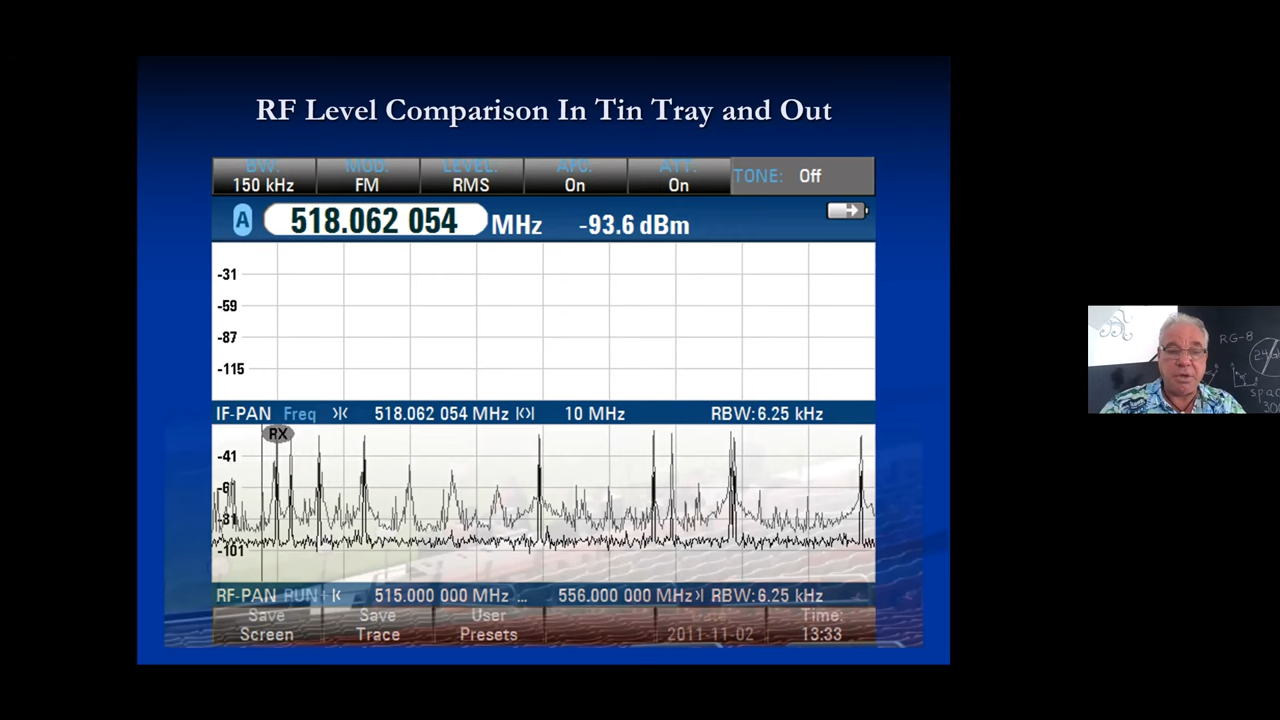 RF Level Comparison In Tin Tray and Out
BW: MOD: LEVEL: AFC: ATT: TONE: Off
150 kHz FM RMS On On
A 518.062 054 MHz -93.6 dBm
-31
-59
-87
-115
IF-PAN Freq 518.062 054 MHz 10 MHz RBW: 6.25 kHz
RX
-41
-61
-81
-101
RF-PAN RUN+ 515.000 000 MHz ... 556.000 000 MHz RBW: 6.25 kHz
Save Save User Date: Time:
Screen Trace Presets 2011-11-02 13:33
RG-8